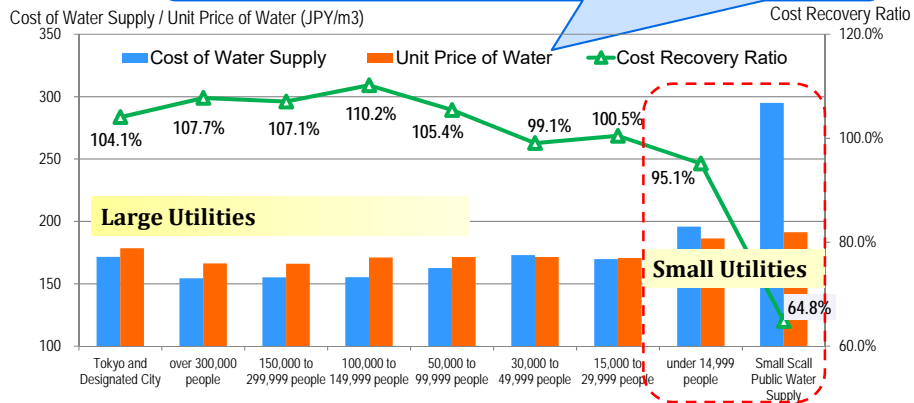 Cost of Water Supply / Unit Price of Water (JPY/m3)
Cost Recovery Ratio
350
120.0%
Cost of Water Supply
Unit Price of Water
Cost Recovery Ratio
300
110.2%
107.7%
107.1%
104.1%
105.4%
99.1%
100.5%
100.0%
250
95.1%
Large Utilities
200
80.0%
Small Utilities
150
64.8%
100
60.0%
Tokyo and
Designated City
over 300,000
people
150,000 to
299,999 people
100,000 to
149,999 people
50,000 to
99,999 people
30,000 to
49,999 people
15,000 to
29,999 people
under 14,999
people
Small Scall
Public Water
Supply